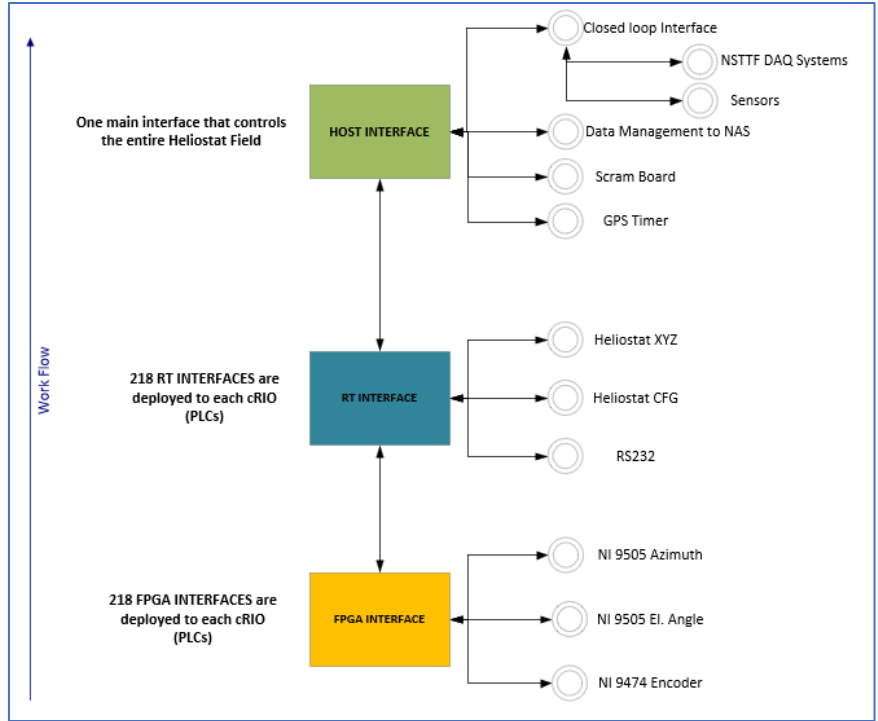 Closed loop Interface
NSTTF DAQ Systems
Sensors
One main interface that controls
the entire Heliostat Field
HOST INTERFACE
Data Management to NAS
Scram Board
GPS Timer
Work Flow
218 RT INTERFACES are
deployed to each cRIO
(PLCs)
RT INTERFACE
Heliostat XYZ
Heliostat CFG
RS232
218 FPGA INTERFACES are
deployed to each cRIO
(PLCs)
FPGA INTERFACE
NI 9505 Azimuth
NI 9505 El. Angle
NI 9474 Encoder